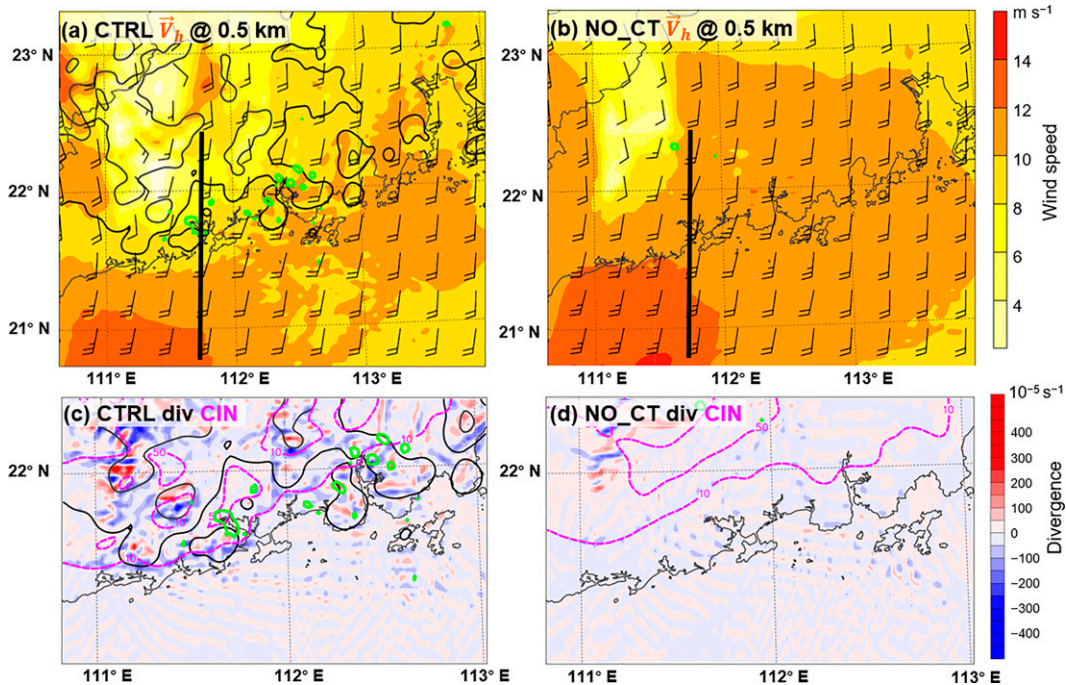 (a) CTRL V⃗h @ 0.5 km
(b) NO_CT V⃗h @ 0.5 km
m s⁻¹
23° N
22° N
21° N
111° E
112° E
113° E
23° N
22° N
21° N
111° E
112° E
113° E
14
12
10
8
6
4
Wind speed
(c) CTRL div CIN
(d) NO_CT div CIN
10⁻⁵ s⁻¹
22° N
111° E
112° E
113° E
22° N
111° E
112° E
113° E
50
10
10
10
50
10
10
400
300
200
100
0
−100
−200
−300
−400
Divergence